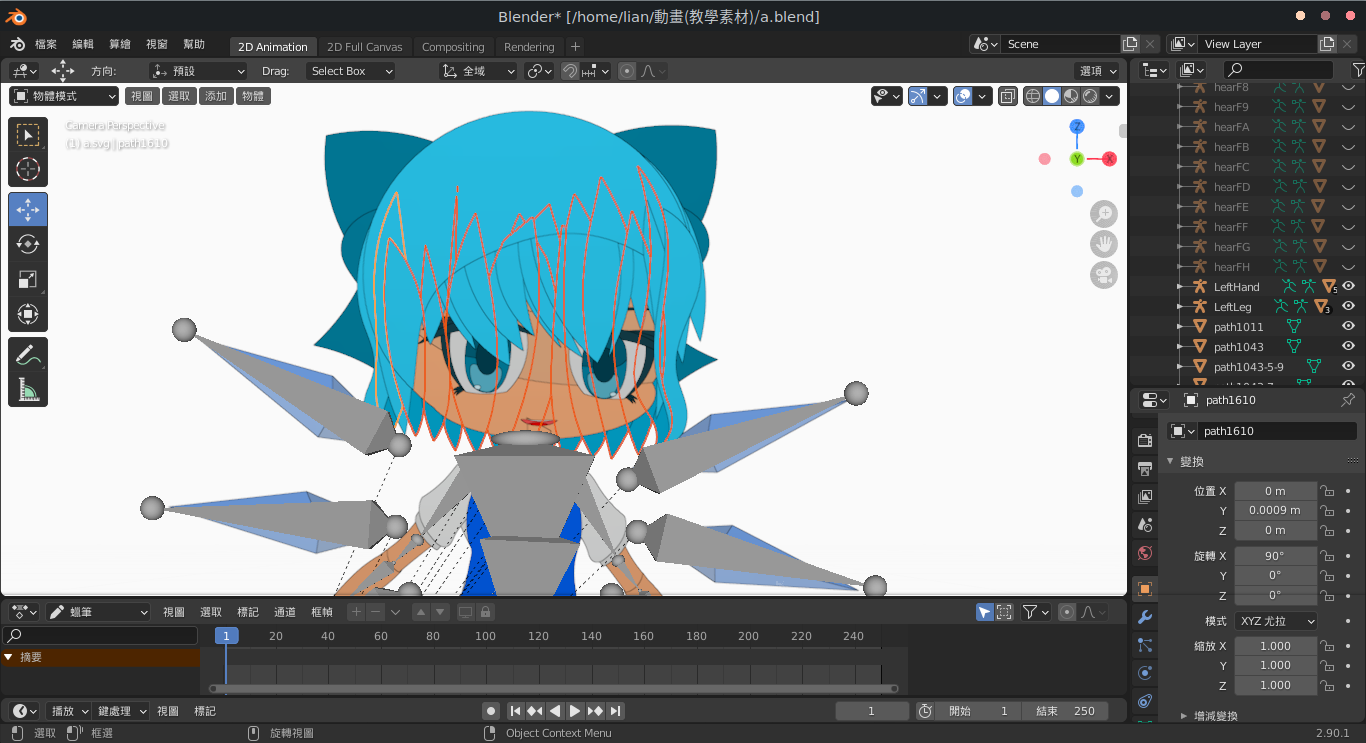 Blender* [/home/lian/動畫(教學素材)/a.blend]
檔案 編輯 算繪 視窗 幫助 2D Animation 2D Full Canvas Compositing Rendering + Scene View Layer
方向: 預設 Drag: Select Box 全域 選項
物體模式 視圖 選取 添加 物體
Camera Perspective
(1) a.svg | path1610
Z
Y
X
hearF8
hearF9
hearFA
hearFB
hearFC
hearFD
hearFE
hearFF
hearFG
hearFH
LeftHand 5
LeftLeg 3
path1011
path1043
path1043-5-9
path1610
path1610
變換
位置 X 0 m
Y 0.0009 m
Z 0 m
旋轉 X 90°
Y 0°
Z 0°
模式 XYZ 尤拉
縮放 X 1.000
Y 1.000
Z 1.000
增減變換
蠟筆 視圖 選取 標記 通道 框幀
1 20 40 60 80 100 120 140 160 180 200 220 240
摘要
播放 鍵處理 視圖 標記 1 開始 1 結束 250
選取 框選 旋轉視圖 Object Context Menu 2.90.1